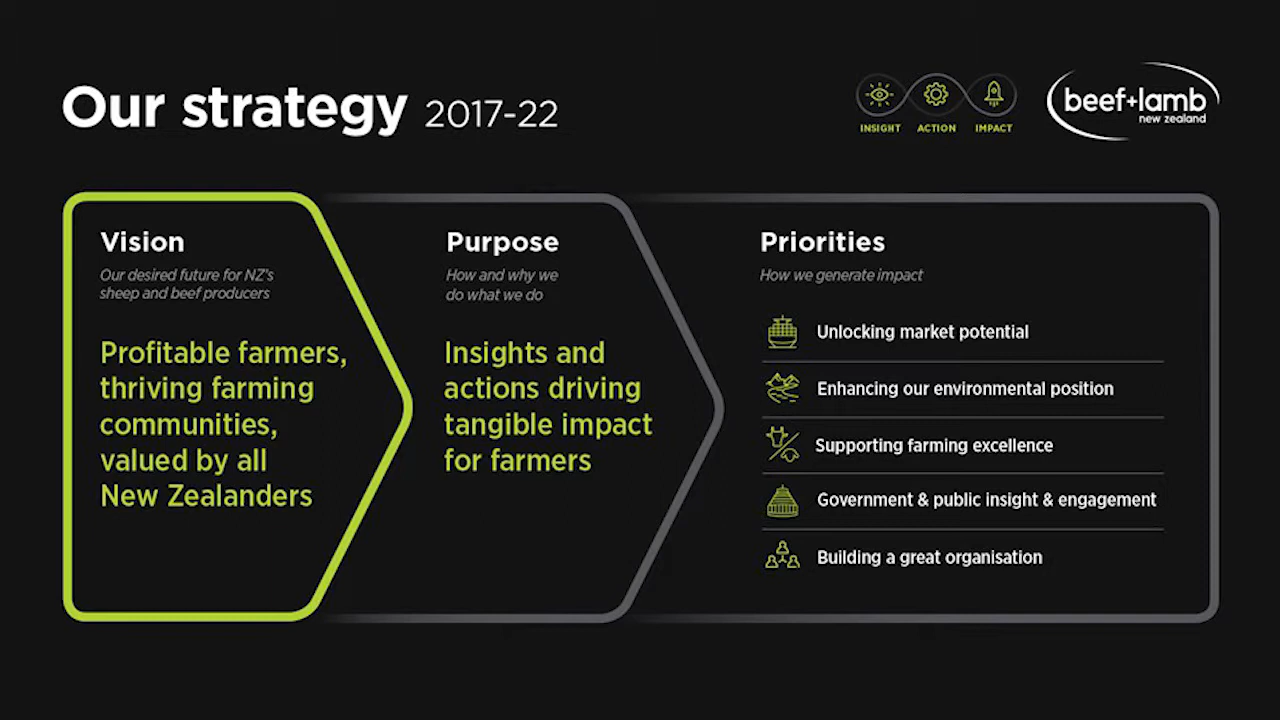 Our strategy 2017-22
INSIGHT ACTION IMPACT
beef+lamb
new zealand
Vision
Our desired future for NZ's
sheep and beef producers
Profitable farmers,
thriving farming
communities,
valued by all
New Zealanders
Purpose
How and why we
do what we do
Insights and
actions driving
tangible impact
for farmers
Priorities
How we generate impact
Unlocking market potential
Enhancing our environmental position
Supporting farming excellence
Government & public insight & engagement
Building a great organisation